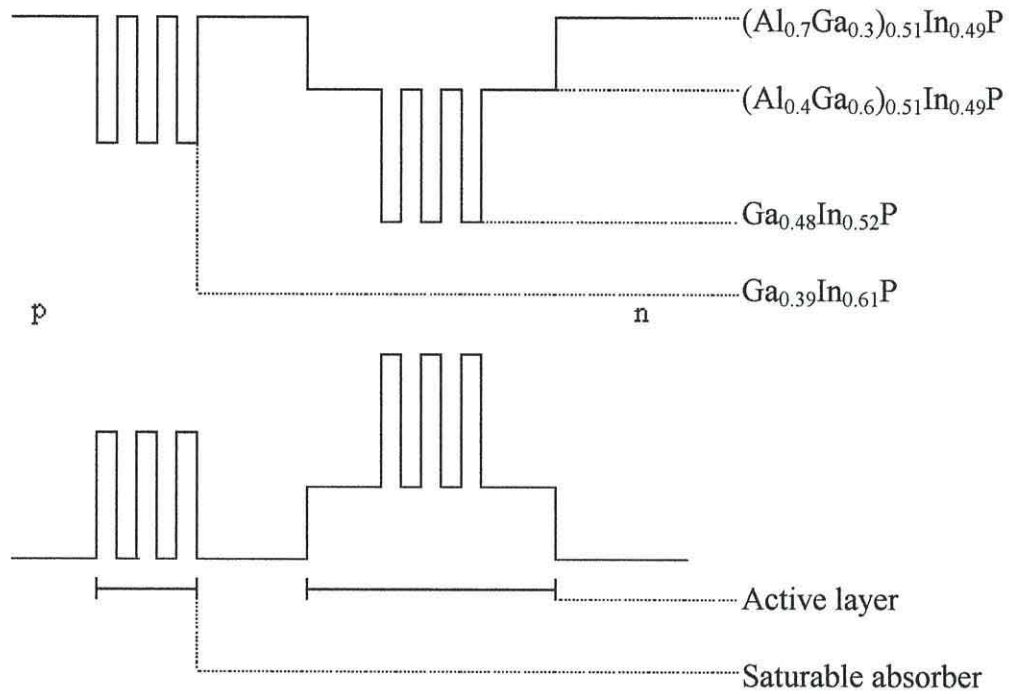 (Al₀.₇Ga₀.₃)₀.₅₁In₀.₄₉P
(Al₀.₄Ga₀.₆)₀.₅₁In₀.₄₉P
Ga₀.₄₈In₀.₅₂P
Ga₀.₃₉In₀.₆₁P
p
n
Active layer
Saturable absorber